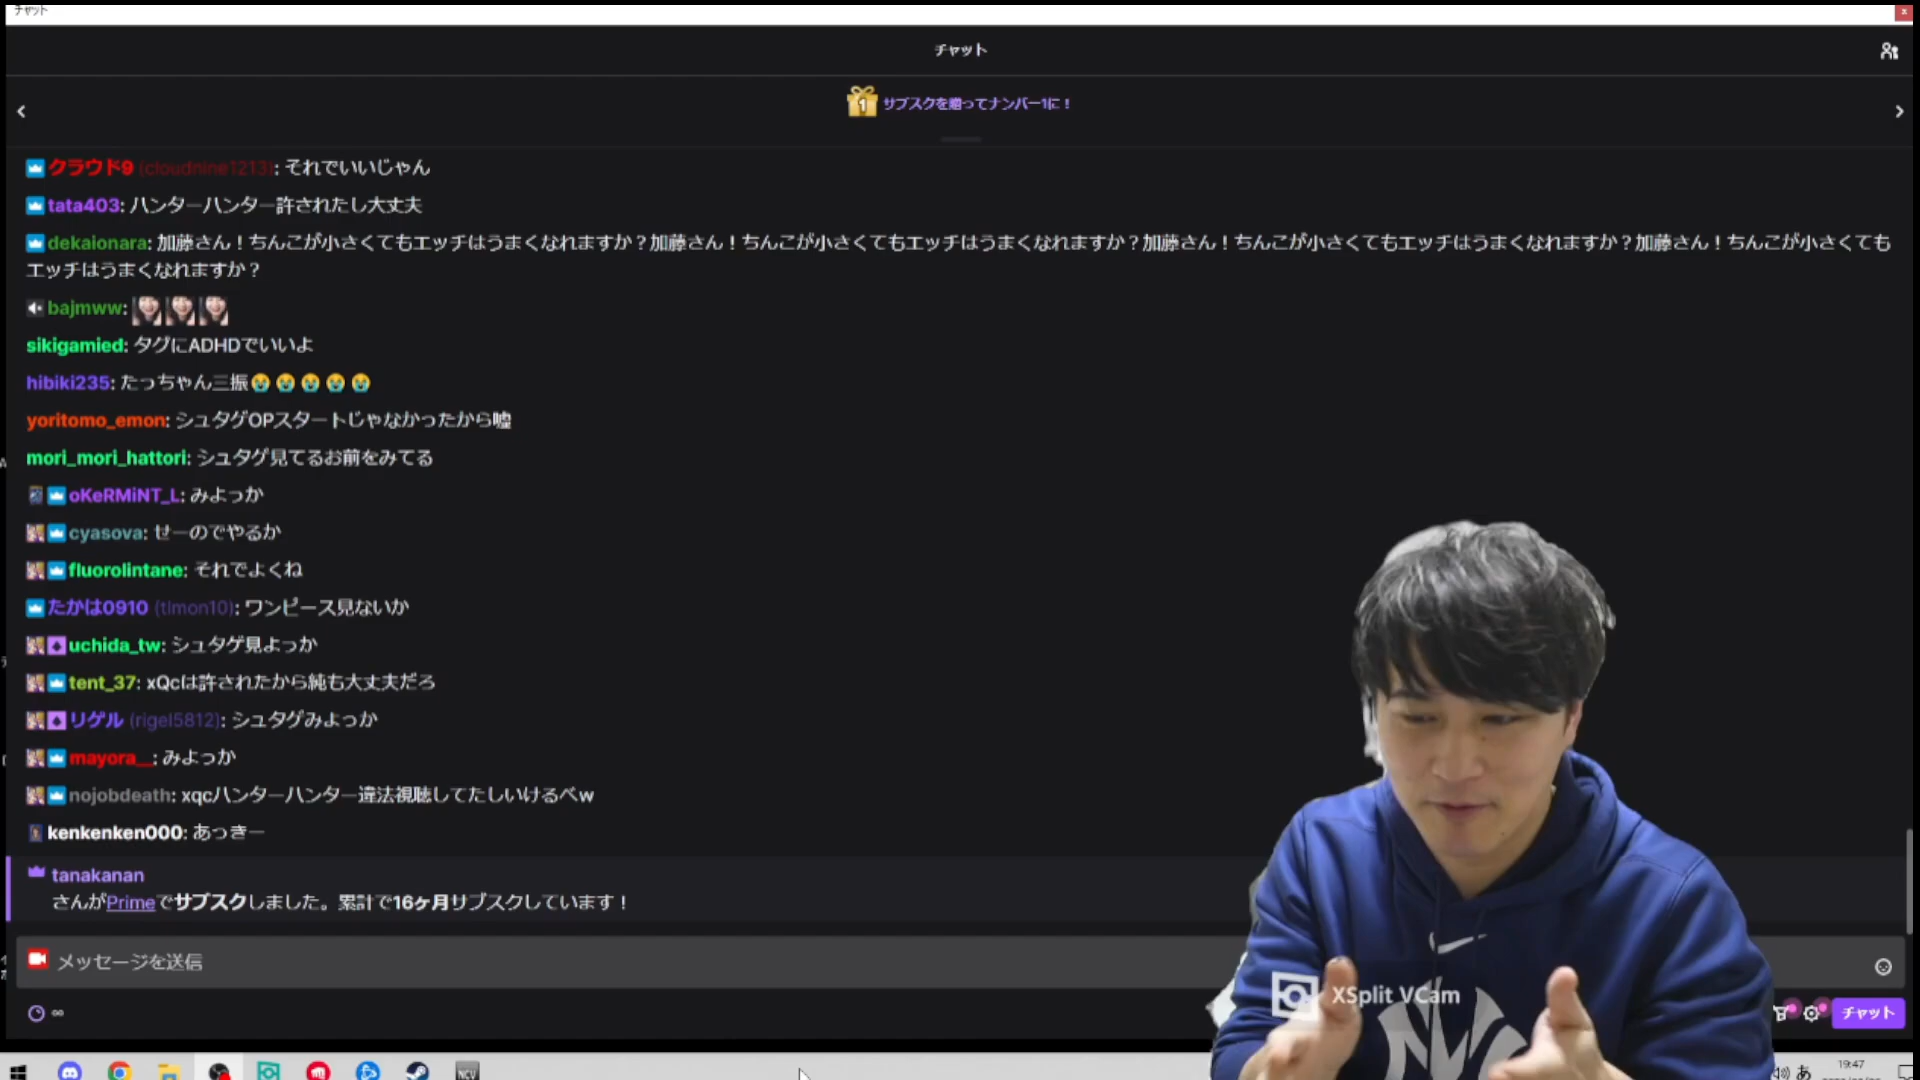 チャット
チャット
1 サブスクを贈ってナンバー1に！
クラウド9 (cloudnine1213): それでいいじゃん
tata403: ハンターハンター許されたし大丈夫
dekaionara: 加藤さん！ちんこが小さくてもエッチはうまくなれますか？加藤さん！ちんこが小さくてもエッチはうまくなれますか？加藤さん！ちんこが小さくてもエッチはうまくなれますか？加藤さん！ちんこが小さくても
エッチはうまくなれますか？
bajmww:
sikigamied: タグにADHDでいいよ
hibiki235: たっちゃん三振😭😭😭😭😭
yoritomo_emon: シュタゲOPスタートじゃなかったから嘘
mori_mori_hattori: シュタゲ見てるお前をみてる
oKeRMiNT_L: みよっか
cyasova: せーのでやるか
fluorolintane: それでよくね
たかは0910 (tlmon10): ワンピース見ないか
uchida_tw: シュタゲ見よっか
tent_37: xQcは許されたから純も大丈夫だろ
リゲル (rigel5812): シュタゲみよっか
mayora__: みよっか
nojobdeath: xqcハンターハンター違法視聴してたしいけるべw
kenkenken000: あっきー
tanakanan
さんがPrimeでサブスクしました。累計で16ヶ月サブスクしています！
メッセージを送信
XSplit VCam
∞
チャット
NCV
あ
19:47